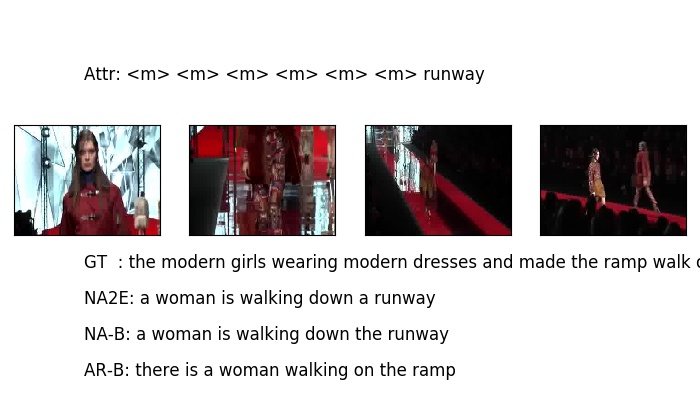 Attr: <m> <m> <m> <m> <m> <m> runway
GT : the modern girls wearing modern dresses and made the ramp walk
NA2E: a woman is walking down a runway
NA-B: a woman is walking down the runway
AR-B: there is a woman walking on the ramp